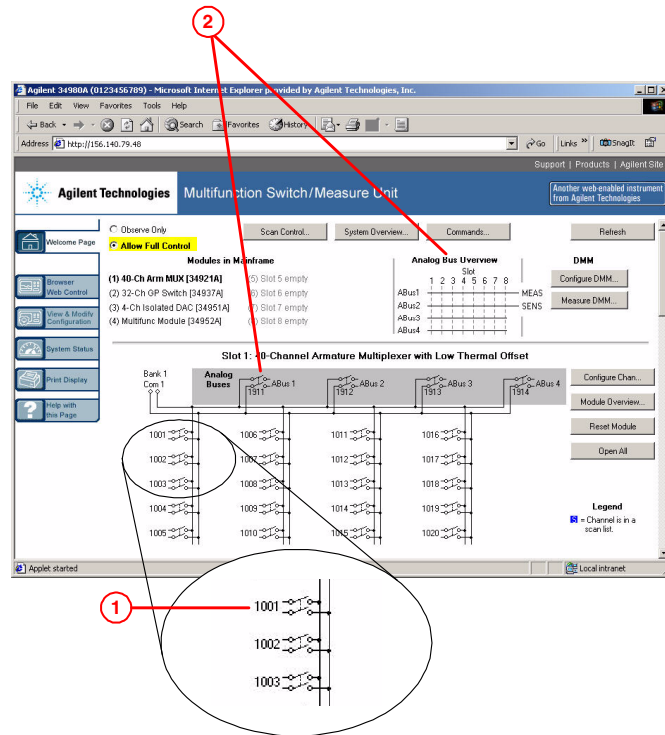 2
Agilent 34980A (0123456789) - Microsoft Internet Explorer provided by Agilent Technologies, Inc.
File Edit View Favorites Tools Help
Back Search Favorites History
Address http://156.140.79.48 Go Links » SnagIt
Support | Products | Agilent Site
Agilent Technologies Multifunction Switch/Measure Unit
Another web-enabled instrument
from Agilent Technologies
Welcome Page
Browser
Web Control
View & Modify
Configuration
System Status
Print Display
Help with
this Page
Observe Only
Allow Full Control
Scan Control... System Overview... Commands... Refresh
Modules in Mainframe
(1) 40-Ch Arm MUX [34921A] (5) Slot 5 empty
(2) 32-Ch GP Switch [34937A] (6) Slot 6 empty
(3) 4-Ch Isolated DAC [34951A] (7) Slot 7 empty
(4) Multifunc Module [34952A] (8) Slot 8 empty
Analog Bus Overview
Slot
1 2 3 4 5 6 7 8
ABus1 MEAS
ABus2 SENS
ABus3
ABus4
DMM
Configure DMM...
Measure DMM...
Slot 1: 40-Channel Armature Multiplexer with Low Thermal Offset
Bank 1
Com 1
Analog
Buses
ABus 1 ABus 2 ABus 3 ABus 4
1911 1912 1913 1914
1001 1006 1011 1016
1002 1007 1012 1017
1003 1008 1013 1018
1004 1009 1014 1019
1005 1010 1015 1020
Configure Chan...
Module Overview...
Reset Module
Open All
Legend
S = Channel is in a
scan list.
Applet started Local intranet
1
1001
1002
1003